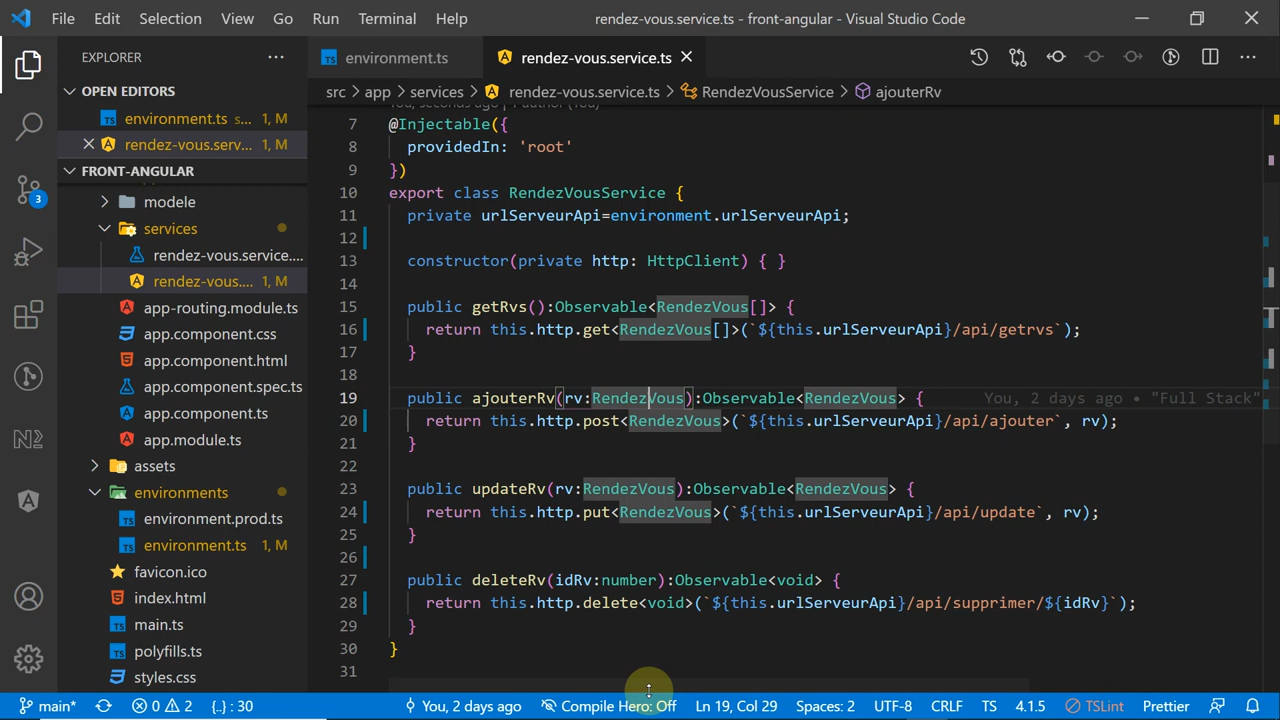 File Edit Selection View Go Run Terminal Help rendez-vous.service.ts - front-angular - Visual Studio Code
EXPLORER
OPEN EDITORS
environment.ts s... 1, M
rendez-vous.serv... 1, M
FRONT-ANGULAR
modele
services
rendez-vous.service....
rendez-vous.... 1, M
app-routing.module.ts
app.component.css
app.component.html
app.component.spec.ts
app.component.ts
app.module.ts
assets
environments
environment.prod.ts
environment.ts 1, M
favicon.ico
index.html
main.ts
polyfills.ts
styles.css
3
N2
environment.ts rendez-vous.service.ts
src > app > services > rendez-vous.service.ts > RendezVousService > ajouterRv
You, seconds ago | 1 author (You)
7 @Injectable({
8 providedIn: 'root'
9 })
10 export class RendezVousService {
11 private urlServeurApi=environment.urlServeurApi;
12
13 constructor(private http: HttpClient) { }
14
15 public getRvs():Observable<RendezVous[]> {
16 return this.http.get<RendezVous[]>(`${this.urlServeurApi}/api/getrvs`);
17 }
18
19 public ajouterRv(rv:RendezVous):Observable<RendezVous> { You, 2 days ago • "Full Stack"
20 return this.http.post<RendezVous>(`${this.urlServeurApi}/api/ajouter`, rv);
21 }
22
23 public updateRv(rv:RendezVous):Observable<RendezVous> {
24 return this.http.put<RendezVous>(`${this.urlServeurApi}/api/update`, rv);
25 }
26
27 public deleteRv(idRv:number):Observable<void> {
28 return this.http.delete<void>(`${this.urlServeurApi}/api/supprimer/${idRv}`);
29 }
30 }
31
main* 0 2 {..} : 30 You, 2 days ago Compile Hero: Off Ln 19, Col 29 Spaces: 2 UTF-8 CRLF TS 4.1.5 TSLint Prettier